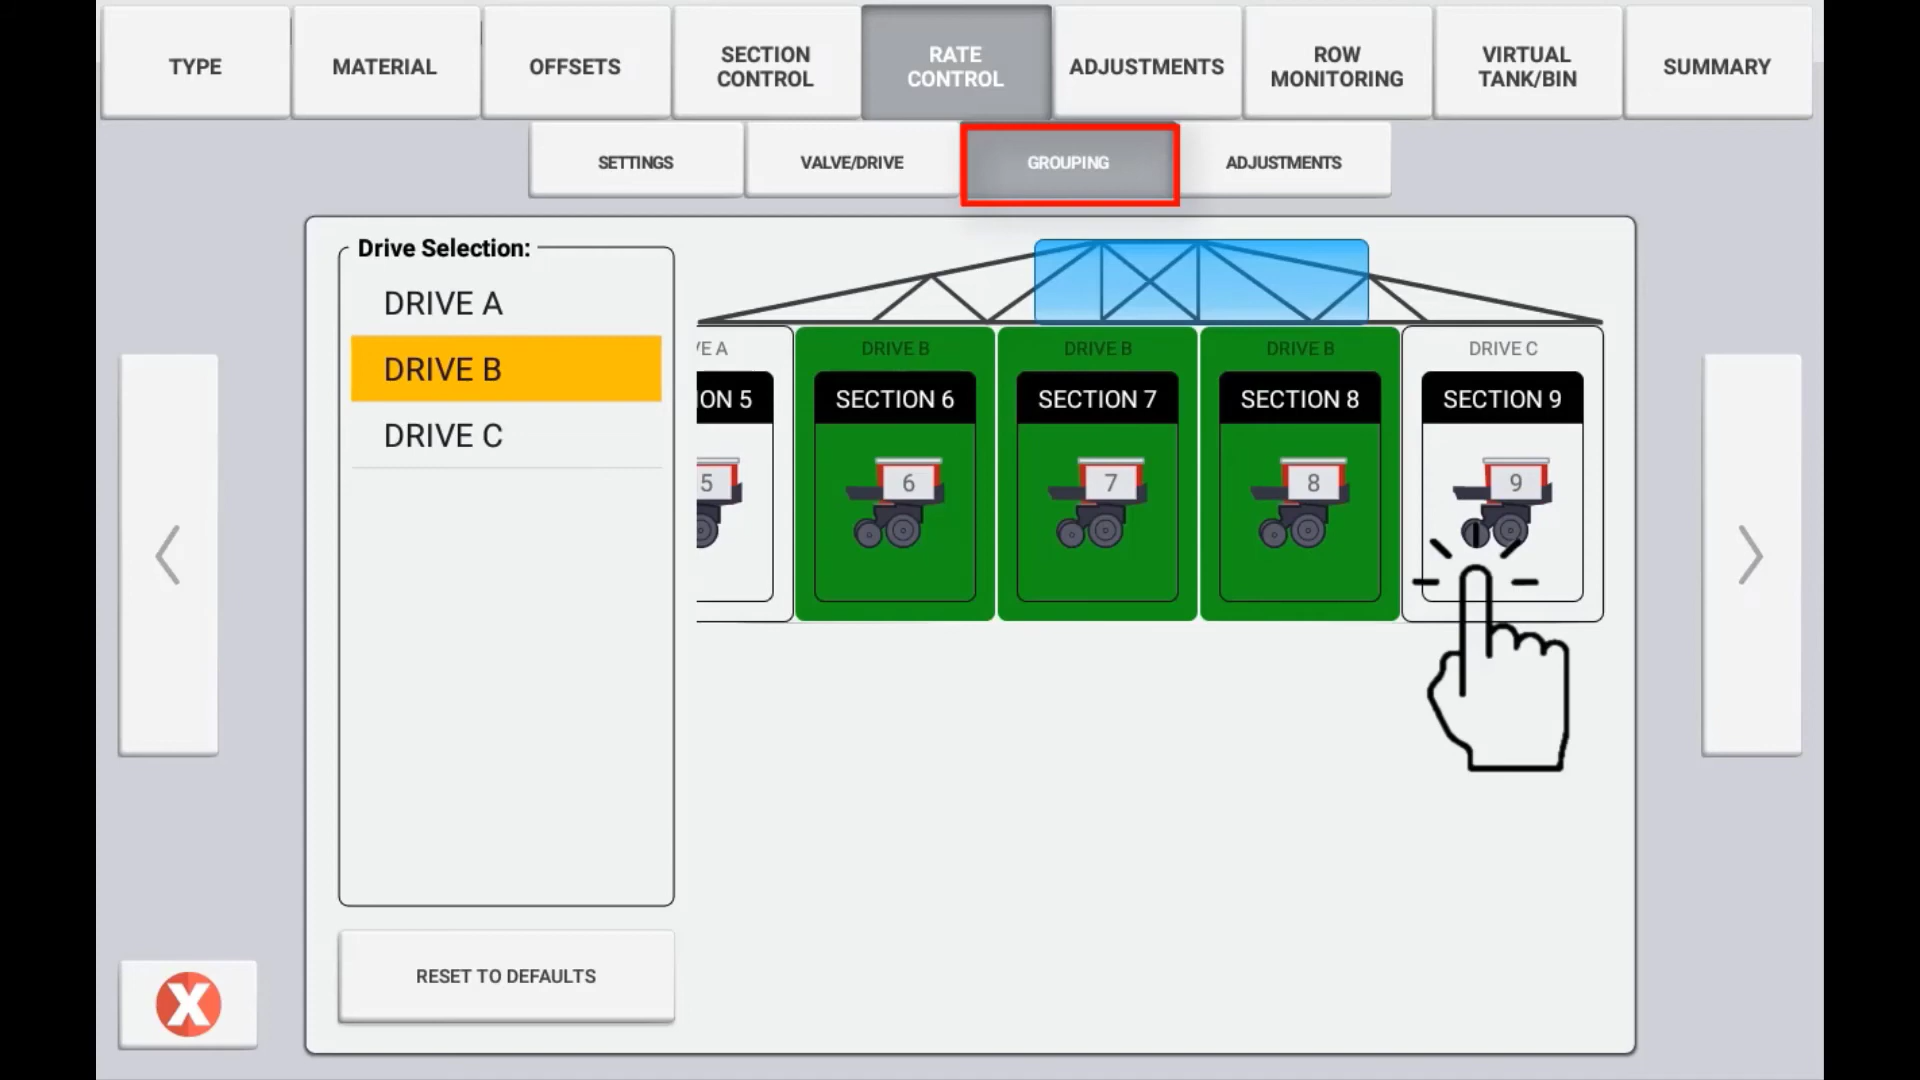 TYPE
MATERIAL
OFFSETS
SECTION
CONTROL
RATE
CONTROL
ADJUSTMENTS
ROW
MONITORING
VIRTUAL
TANK/BIN
SUMMARY
SETTINGS
VALVE/DRIVE
GROUPING
ADJUSTMENTS
Drive Selection:
DRIVE A
DRIVE B
DRIVE C
RESET TO DEFAULTS
VE A
DRIVE B
DRIVE B
DRIVE B
DRIVE C
ION 5
SECTION 6
SECTION 7
SECTION 8
SECTION 9
5
6
7
8
9
X